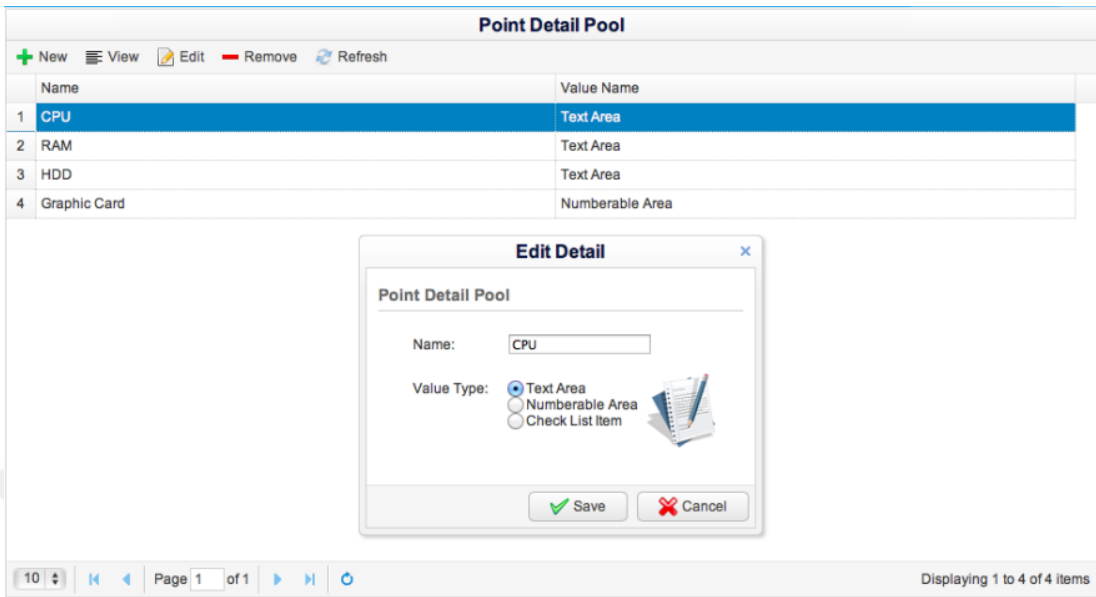 Point Detail Pool
New View Edit Remove Refresh
Name Value Name
1 CPU Text Area
2 RAM Text Area
3 HDD Text Area
4 Graphic Card Numberable Area
Edit Detail
Point Detail Pool
Name: CPU
Value Type: Text Area
Numberable Area
Check List Item
Save Cancel
10 Page 1 of 1 Displaying 1 to 4 of 4 items